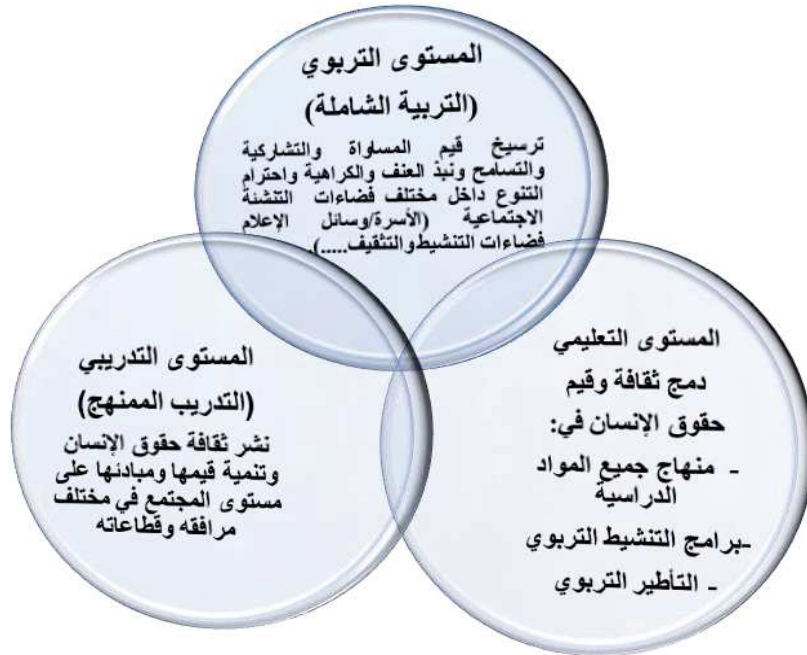 المستوى التربوي
(التربية الشاملة)
ترسيخ قيم المساواة والتشاركية
والتسامح ونبذ العنف والكراهية واحترام
التنوع داخل مختلف فضاءات التنشئة
الاجتماعية (الأسرة/وسائل الإعلام
فضاءات التنشيط والتثقيف.....).
المستوى التعليمي
دمج ثقافة وقيم
حقوق الإنسان في:
- منهاج جميع المواد
الدراسية
-برامج التنشيط التربوي
- التأطير التربوي
المستوى التدريبي
(التدريب الممنهج)
نشر ثقافة حقوق الإنسان
وتنمية قيمها ومبادئها على
مستوى المجتمع في مختلف
مرافقه وقطاعاته